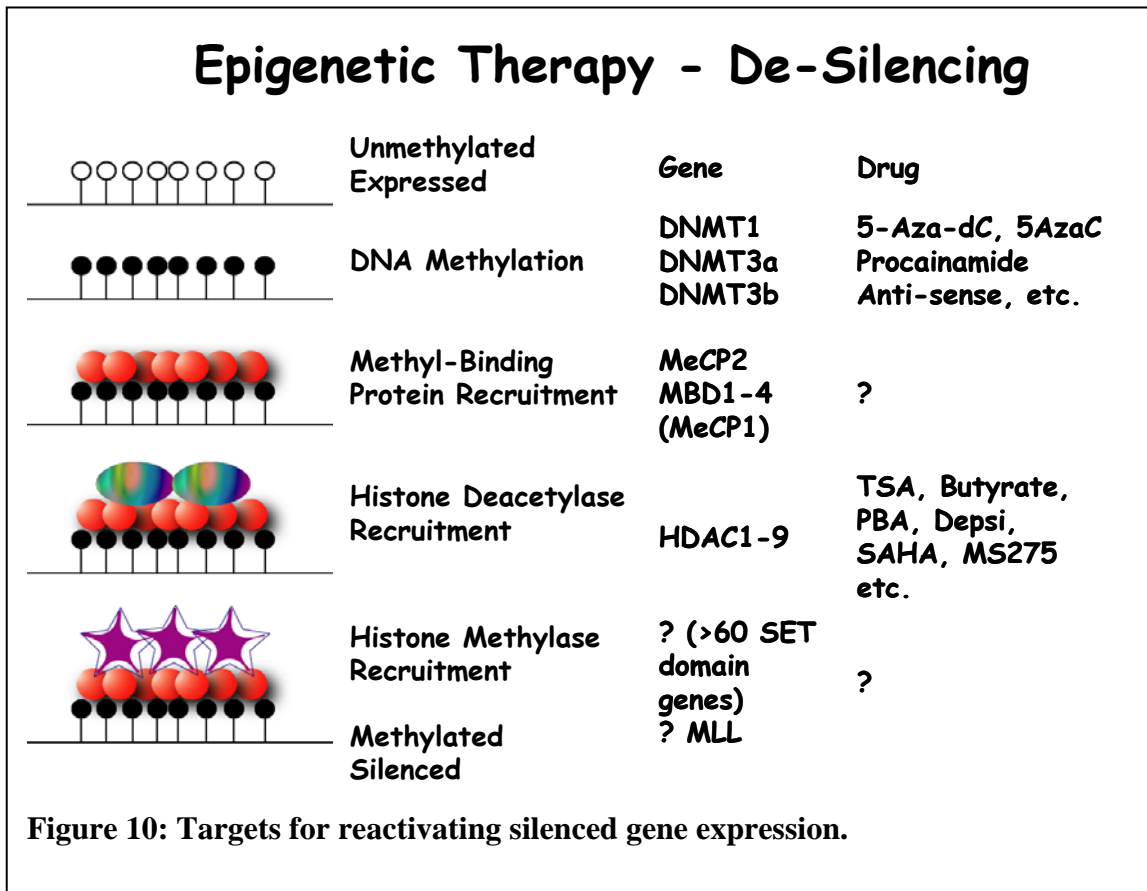 Epigenetic Therapy - De-Silencing
Unmethylated
Expressed
Gene
Drug
DNA Methylation
DNMT1
DNMT3a
DNMT3b
5-Aza-dC, 5AzaC
Procainamide
Anti-sense, etc.
Methyl-Binding
Protein Recruitment
MeCP2
MBD1-4
(MeCP1)
?
Histone Deacetylase
Recruitment
HDAC1-9
TSA, Butyrate,
PBA, Depsi,
SAHA, MS275
etc.
Histone Methylase
Recruitment
? (>60 SET
domain
genes)
? MLL
?
Methylated
Silenced
Figure 10: Targets for reactivating silenced gene expression.